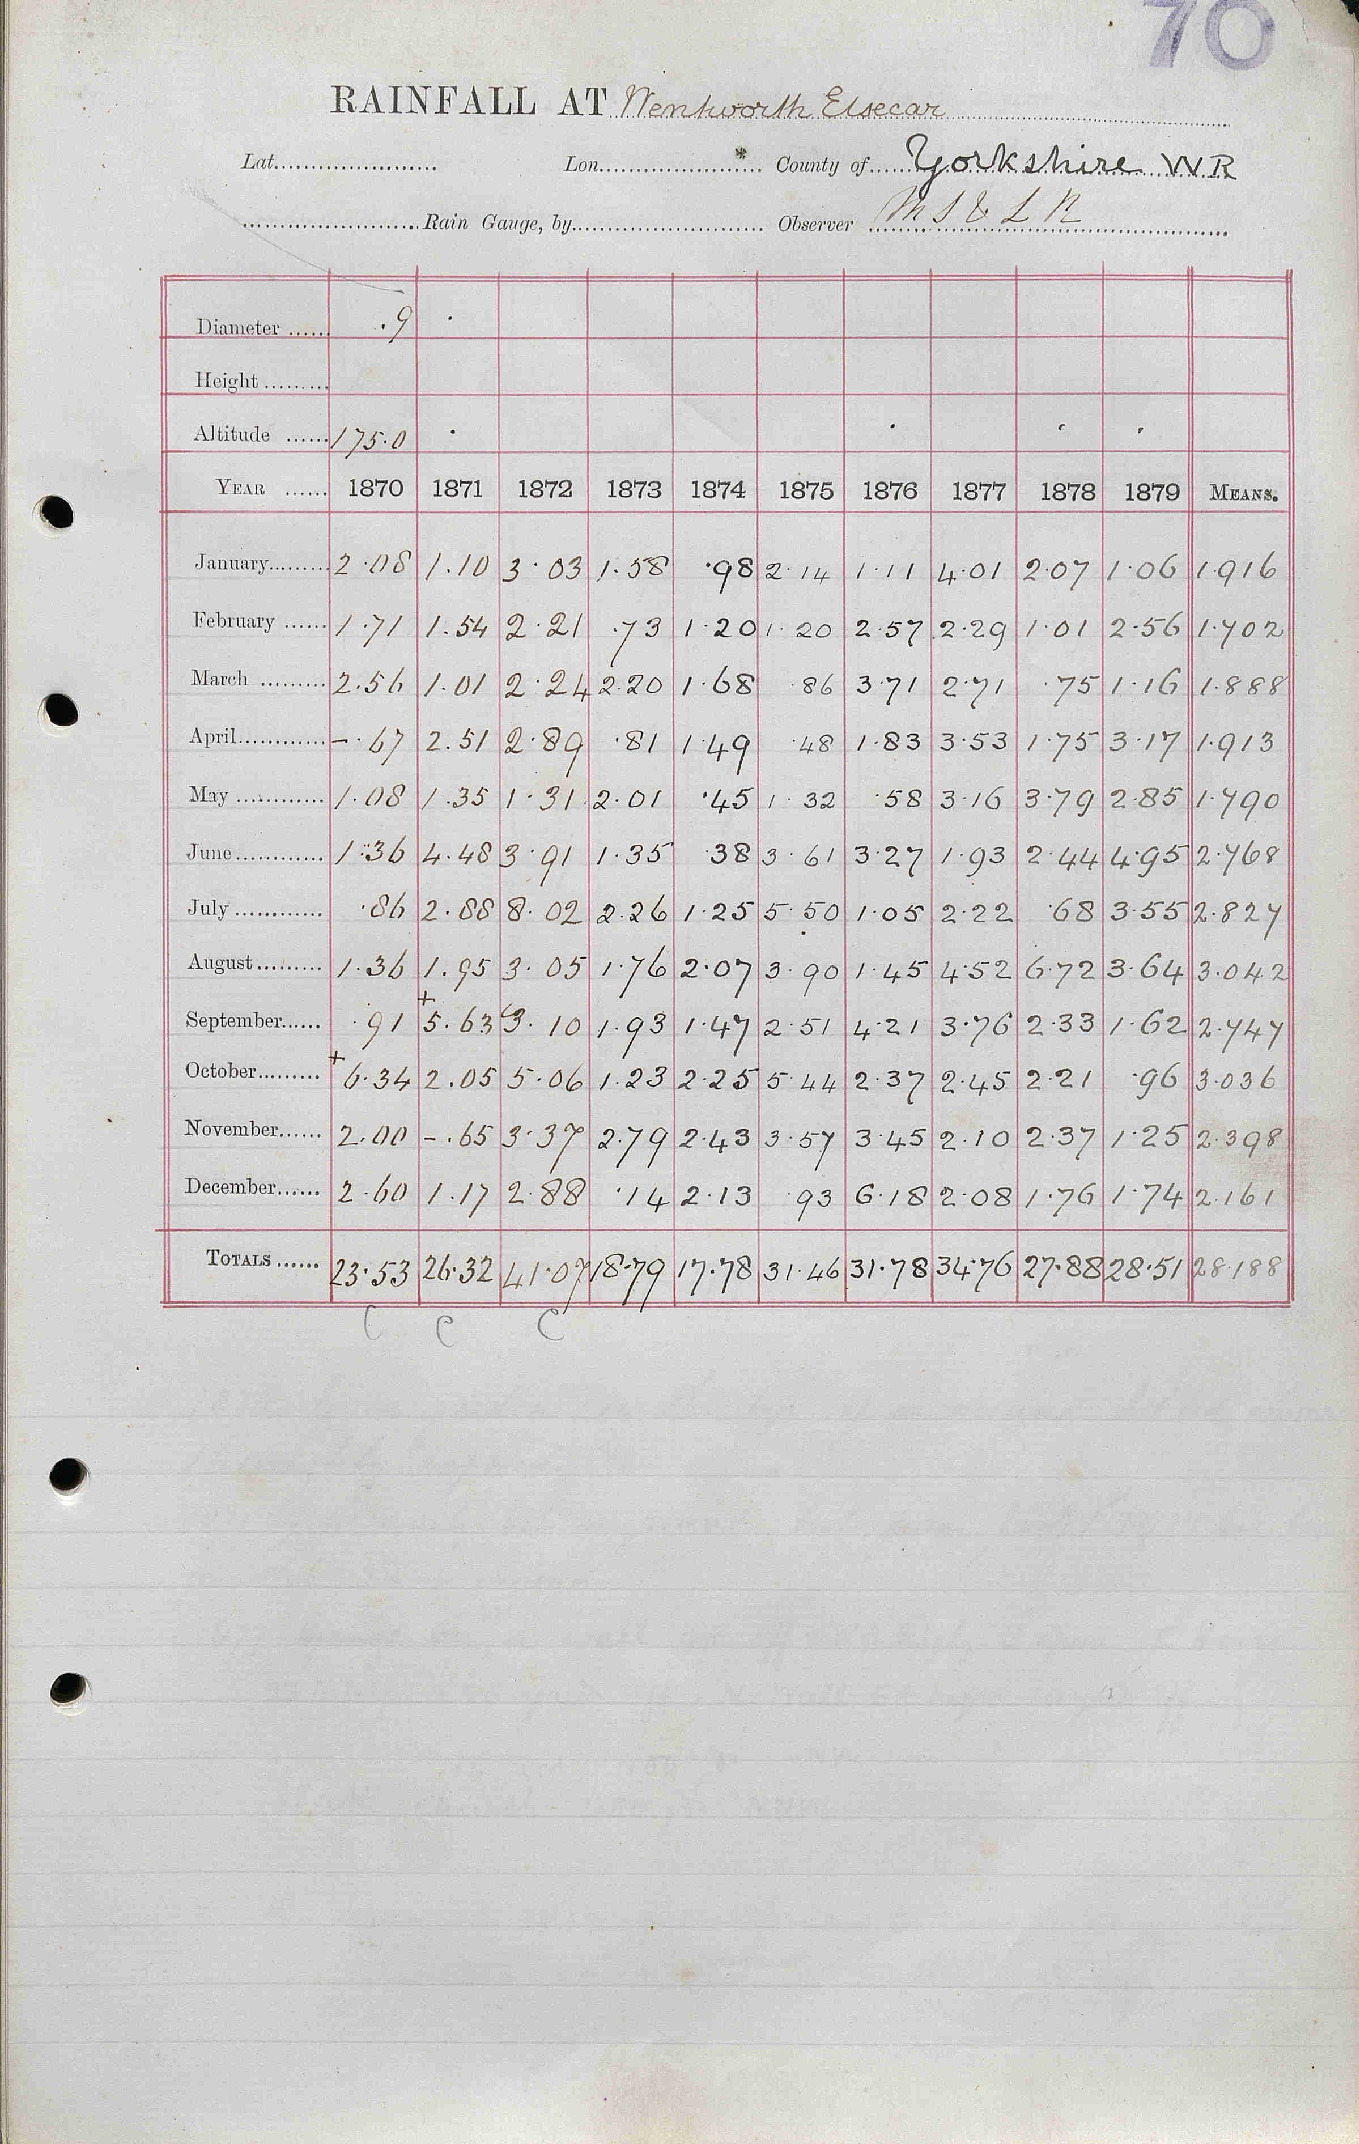 70
RAINFALL AT Wentworth Elsecar
Lat. Lon. County of Yorkshire W R
Rain Gauge, by Observer M S & L R
Diameter .9
Height
Altitude 175.0
YEAR 1870 1871 1872 1873 1874 1875 1876 1877 1878 1879 MEANS.
January 2.08 1.10 3.03 1.58 .98 2.14 1.11 4.01 2.07 1.06 1.916
February 1.71 1.54 2.21 .73 1.20 1.20 2.57 2.29 1.01 2.56 1.702
March 2.56 1.01 2.24 2.20 1.68 .86 3.71 2.71 .75 1.16 1.888
April -.67 2.51 2.89 .81 1.49 .48 1.83 3.53 1.75 3.17 1.913
May 1.08 1.35 1.31 2.01 .45 1.32 .58 3.16 3.79 2.85 1.790
June 1.36 4.48 3.91 1.35 .38 3.61 3.27 1.93 2.44 4.95 2.768
July .86 2.88 8.02 2.26 1.25 5.50 1.05 2.22 .68 3.55 2.827
August 1.36 1.95 3.05 1.76 2.07 3.90 1.45 4.52 6.72 3.64 3.042
September .91 +5.63 3.10 1.93 1.47 2.51 4.21 3.76 2.33 1.62 2.747
October +6.34 2.05 5.06 1.23 2.25 5.44 2.37 2.45 2.21 .96 3.036
November 2.00 -.65 3.37 2.79 2.43 3.57 3.45 2.10 2.37 1.25 2.398
December 2.60 1.17 2.88 .14 2.13 .93 6.18 2.08 1.76 1.74 2.161
TOTALS 23.53 26.32 41.07 18.79 17.78 31.46 31.78 34.76 27.88 28.51 28.188
C C C